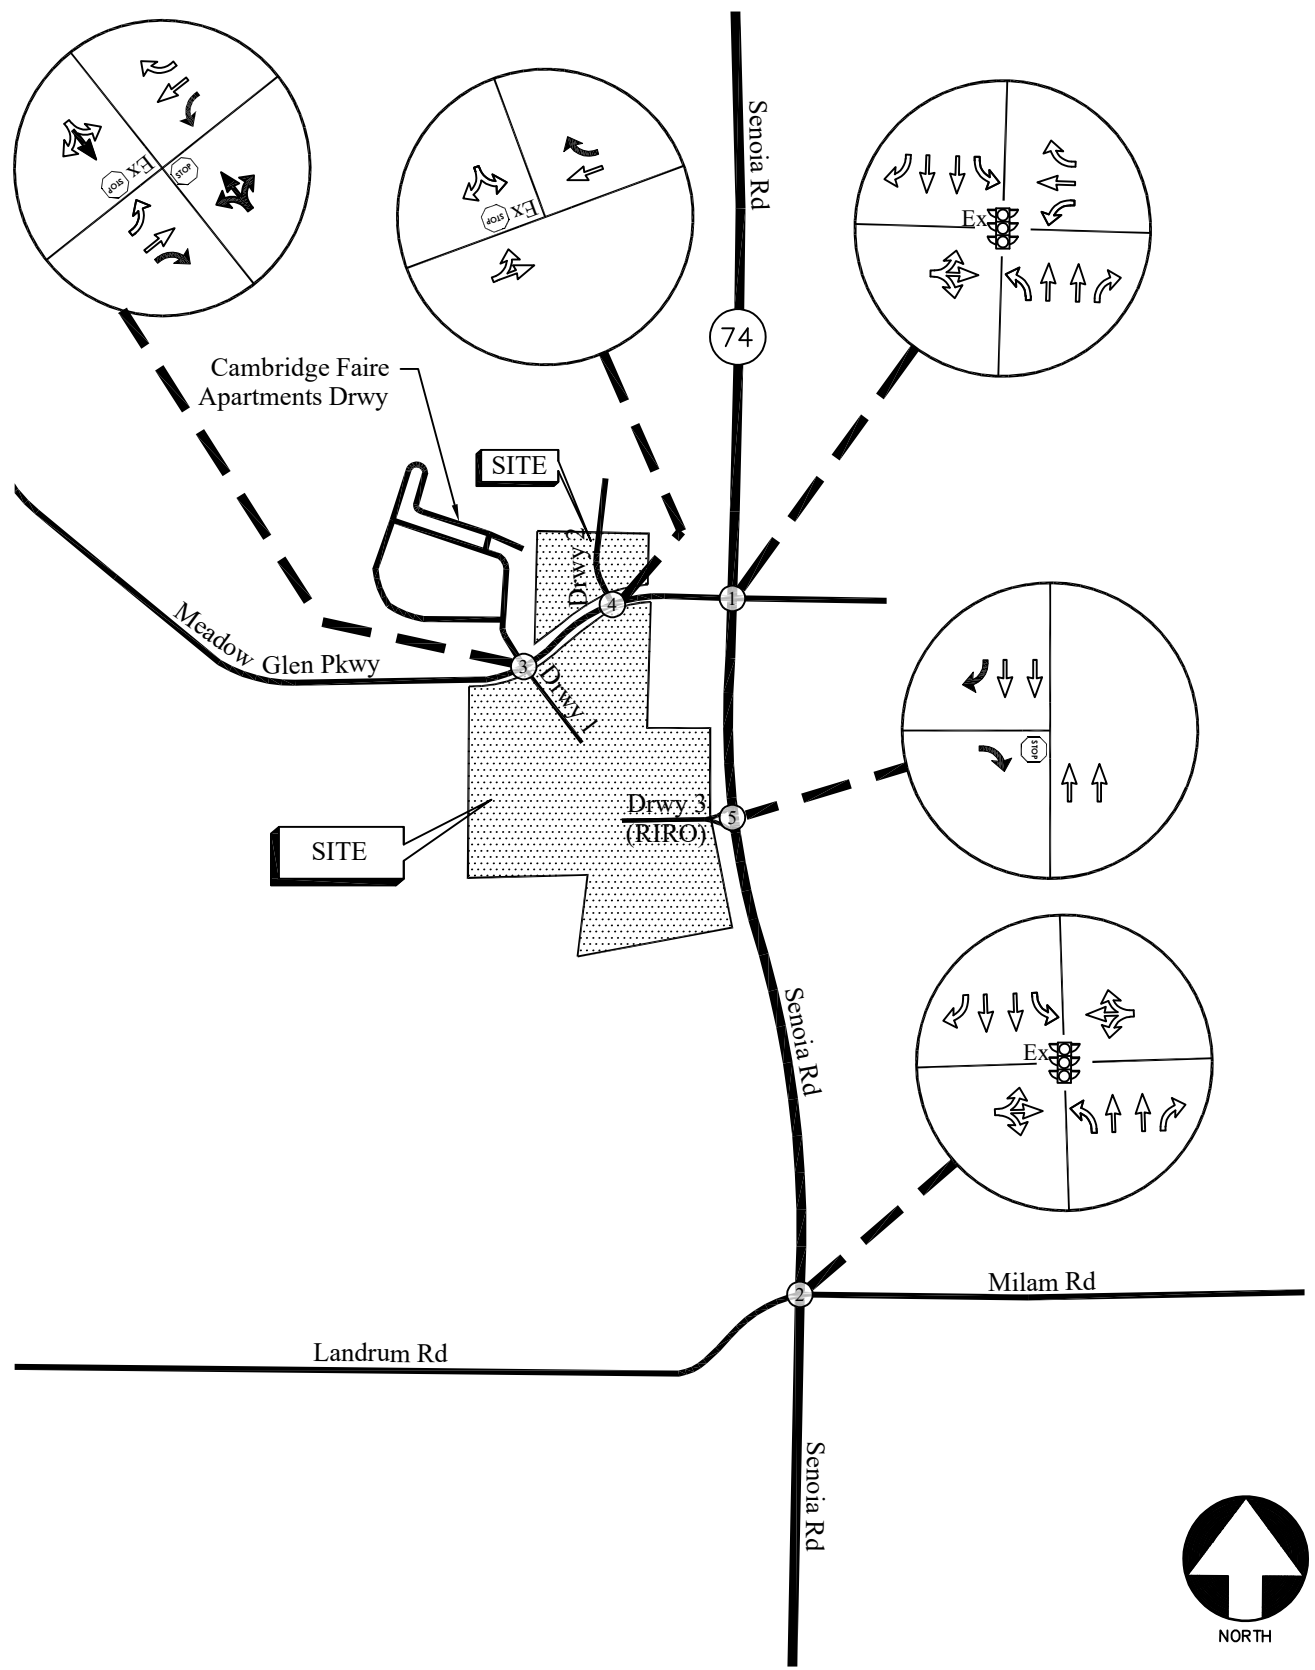 Senoia Rd
Ex
STOP
STOP
Ex
STOP
Ex
74
Cambridge Faire
Apartments Drwy
SITE
Drwy 2
4
1
Meadow
Glen Pkwy
3
Drwy 1
STOP
Drwy 3
(RIRO)
5
SITE
Senoia Rd
Ex
2
Milam Rd
Landrum Rd
Senoia Rd
NORTH